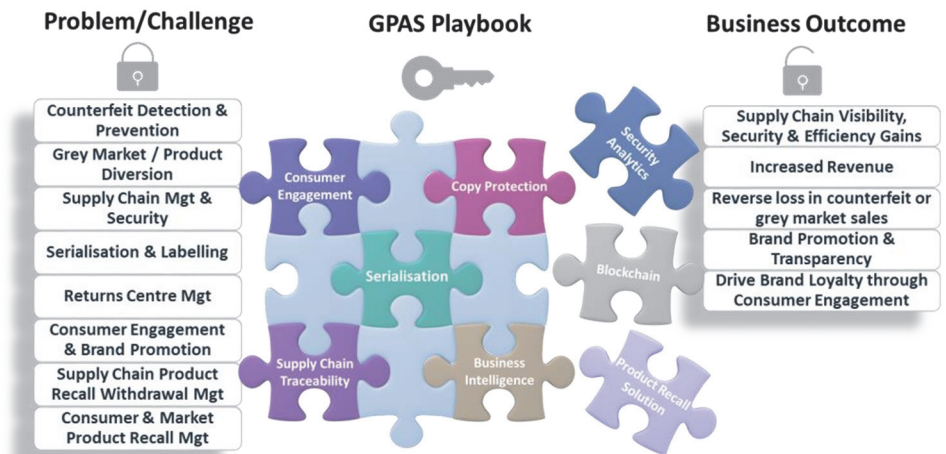 Problem/Challenge
GPAS Playbook
Business Outcome
Counterfeit Detection &
Prevention
Grey Market / Product
Diversion
Supply Chain Mgt &
Security
Serialisation & Labelling
Returns Centre Mgt
Consumer Engagement
& Brand Promotion
Supply Chain Product
Recall Withdrawal Mgt
Consumer & Market
Product Recall Mgt
Consumer
Engagement
Copy Protection
Serialisation
Supply Chain
Traceability
Business
Intelligence
Security
Analytics
Blockchain
Product Recall
Solution
Supply Chain Visibility,
Security & Efficiency Gains
Increased Revenue
Reverse loss in counterfeit or
grey market sales
Brand Promotion &
Transparency
Drive Brand Loyalty through
Consumer Engagement